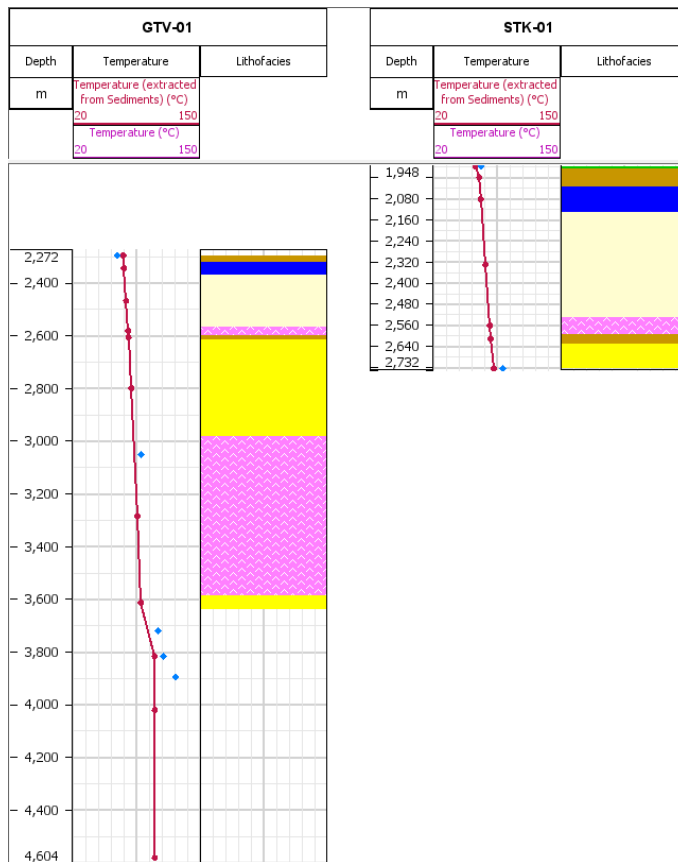 GTV-01
Depth
Temperature
Lithofacies
m
Temperature (extracted
from Sediments) (°C)
20 150
Temperature (°C)
20 150
2,272
2,400
2,600
2,800
3,000
3,200
3,400
3,600
3,800
4,000
4,200
4,400
4,604
STK-01
Depth
Temperature
Lithofacies
m
Temperature (extracted
from Sediments) (°C)
20 150
Temperature (°C)
20 150
1,948
2,080
2,160
2,240
2,320
2,400
2,480
2,560
2,640
2,732